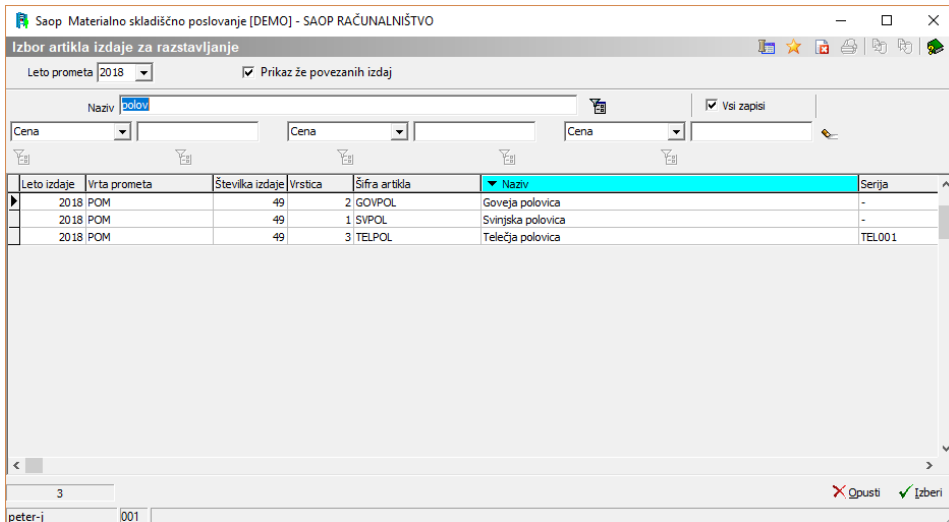 Saop Materialno skladiščno poslovanje [DEMO] - SAOP RAČUNALNIŠTVO
Izbor artikla izdaje za razstavljanje
Leto prometa 2018 Prikaz že povezanih izdaj
Naziv polov Vsi zapisi
Cena Cena Cena
Leto izdaje Vrta prometa Številka izdaje Vrstica Šifra artikla Naziv Serija
2018 POM 49 2 GOVPOL Goveja polovica -
2018 POM 49 1 SVPOL Svinjska polovica -
2018 POM 49 3 TELPOL Telečja polovica TEL001
3 Opusti Izberi
peter-j 001